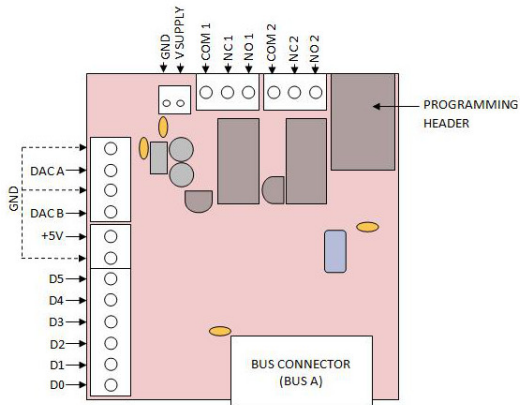 GND
V SUPPLY
COM 1
NC 1
NO 1
COM 2
NC 2
NO 2
PROGRAMMING
HEADER
GND
DAC A
DAC B
+5V
D5
D4
D3
D2
D1
D0
BUS CONNECTOR
(BUS A)